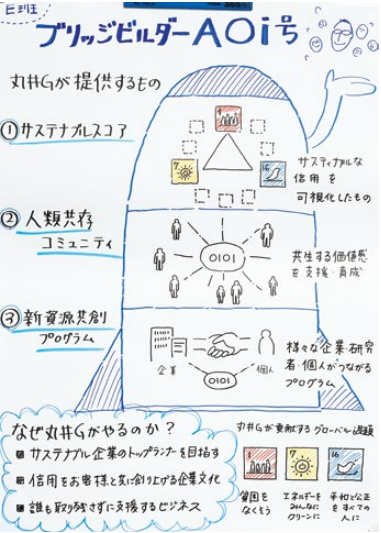 E班
ブリッジビルダーAOi号
丸井Gが提供するもの
①サステナブルスコア
1
7
16
サスティナブルな
信用を
可視化したもの
②人類共存
コミュニティ
0101
共生する価値感
を支援・育成
③新資源共創
プログラム
企業
個人
0101
様々な企業・研究
者・個人がつながる
プログラム
なぜ丸井Gがやるのか?
サステナブル企業のトップランナーを目指す
信用をお客様と共に創り上げる企業文化
誰も取り残さずに支援するビジネス
丸井Gが貢献するグローバル課題
1
7
16
貧困を
なくそう
エネルギーを
みんなに
クリーンに
平和と公正
をすべての
人に